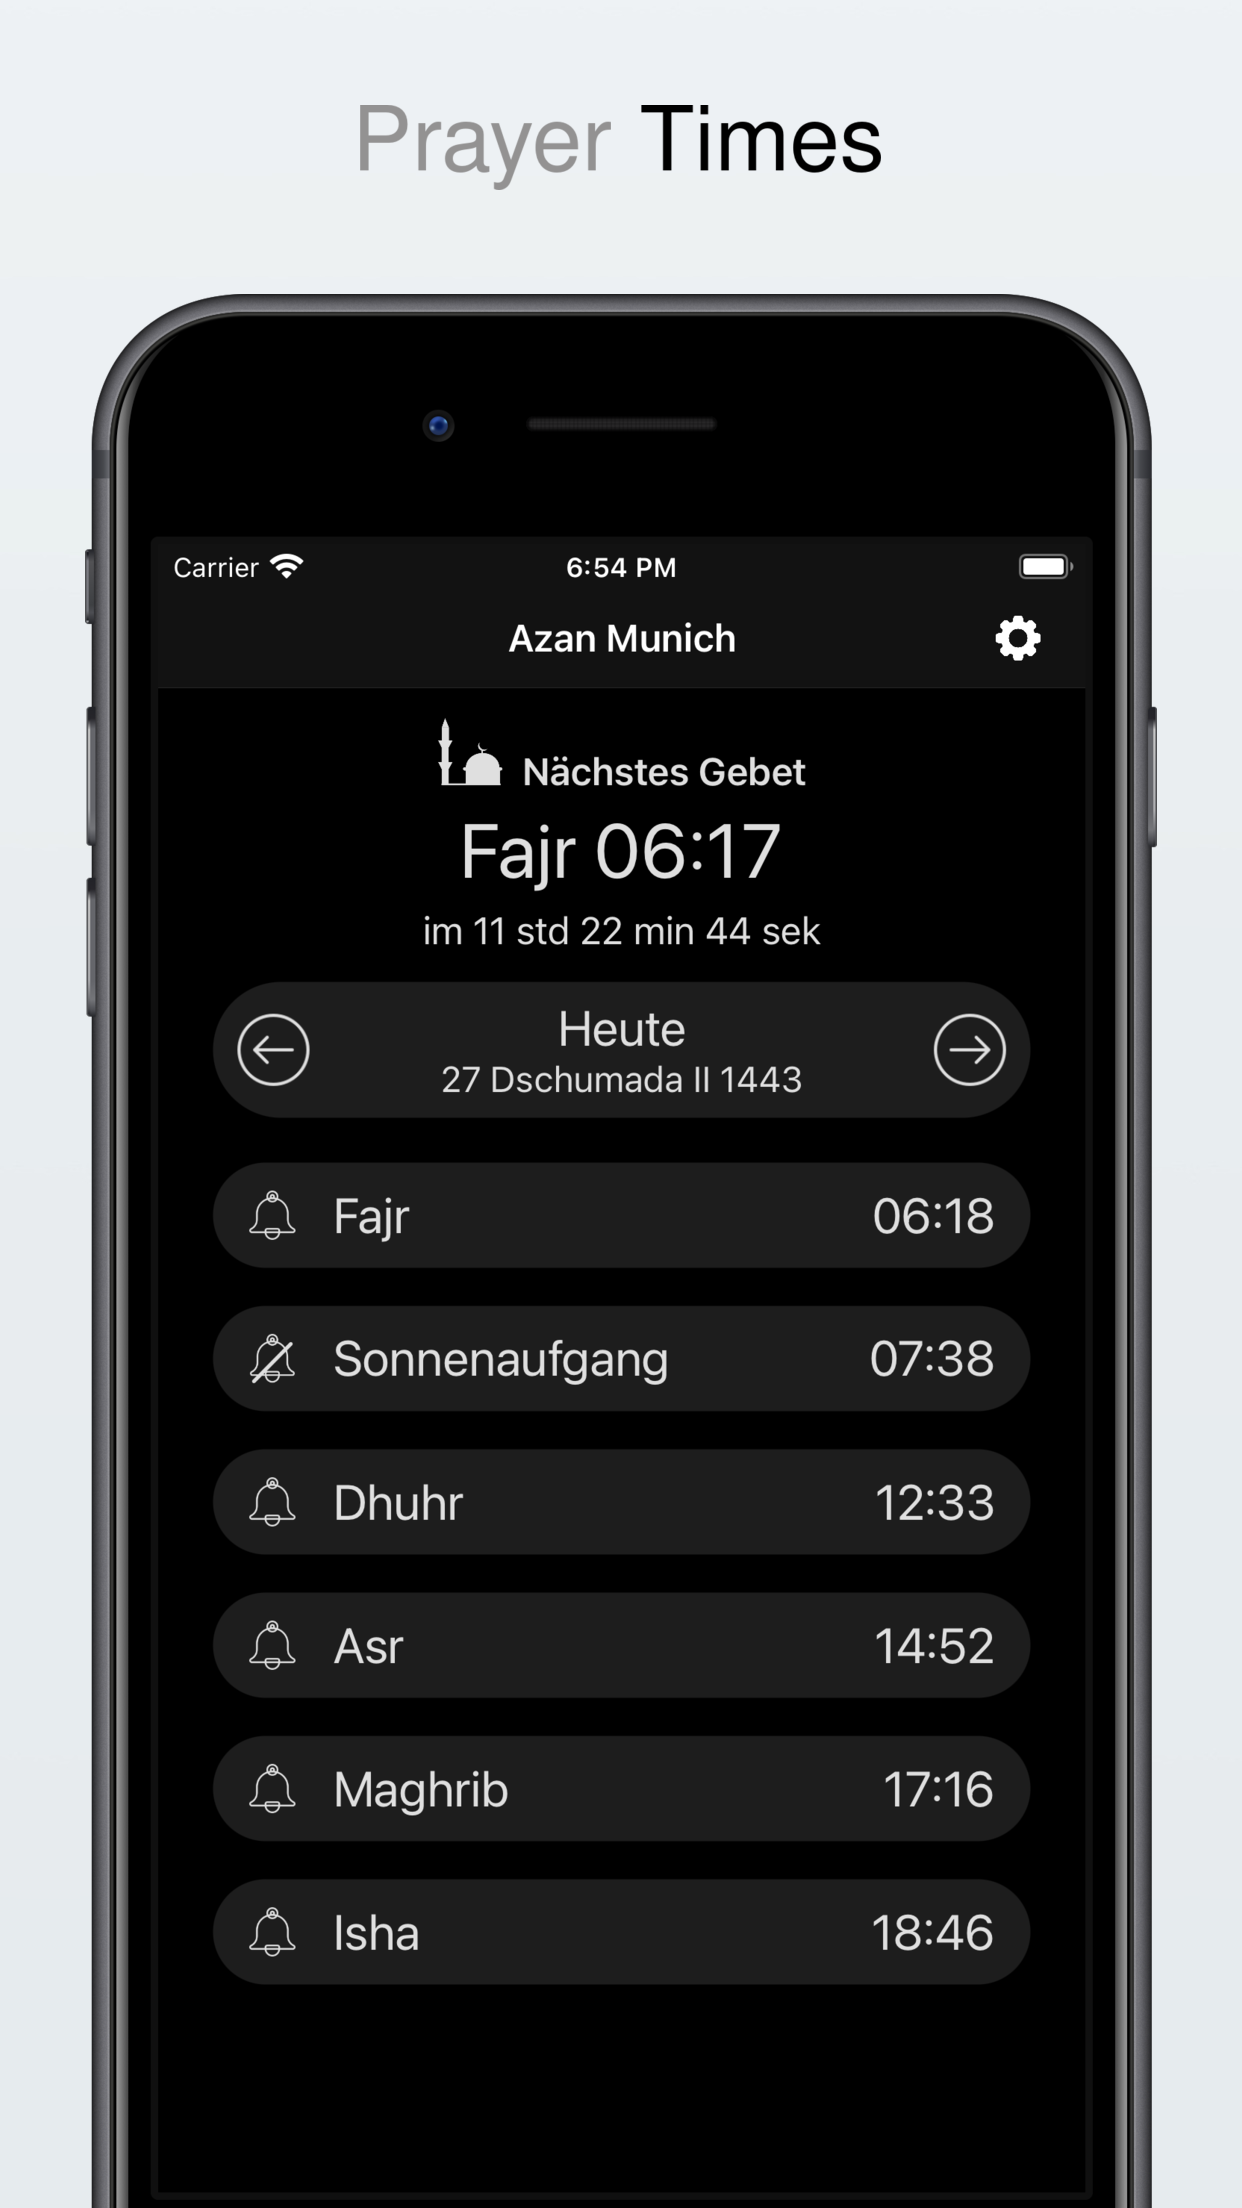 Prayer Times
Carrier 6:54 PM
Azan Munich
Nächstes Gebet
Fajr 06:17
im 11 std 22 min 44 sek
Heute
27 Dschumada II 1443
Fajr 06:18
Sonnenaufgang 07:38
Dhuhr 12:33
Asr 14:52
Maghrib 17:16
Isha 18:46